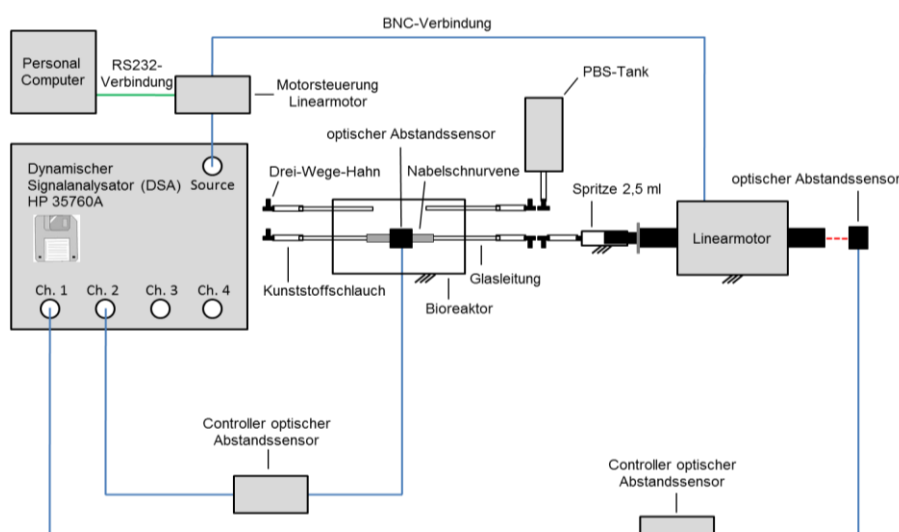 BNC-Verbindung
Personal
Computer
RS232-
Verbindung
Motorsteuerung
Linearmotor
PBS-Tank
optischer Abstandssensor
Dynamischer
Signalanalysator (DSA)
HP 35760A
Source
Drei-Wege-Hahn
Nabelschnurvene
Spritze 2,5 ml
optischer Abstandssensor
Linearmotor
Kunststoffschlauch
Glasleitung
Bioreaktor
Ch. 1
Ch. 2
Ch. 3
Ch. 4
Controller optischer
Abstandssensor
Controller optischer
Abstandssensor